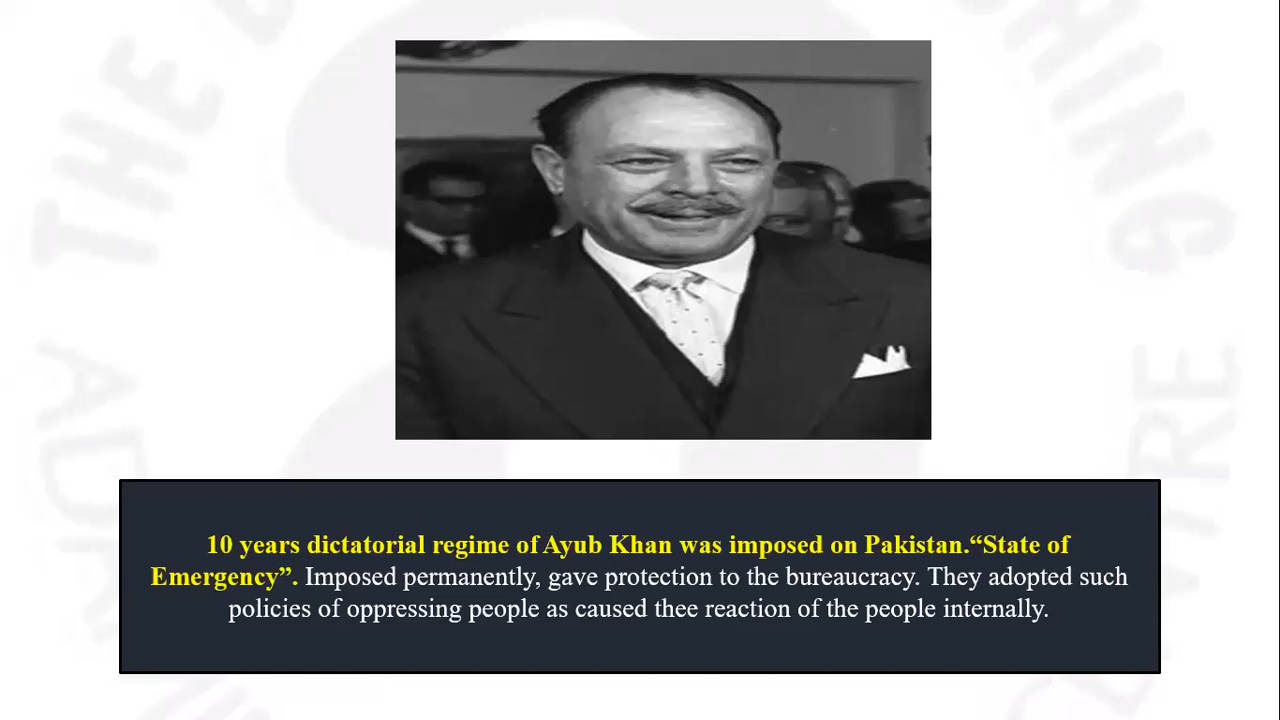 10 years dictatorial regime of Ayub Khan was imposed on Pakistan.“State of
Emergency”. Imposed permanently, gave protection to the bureaucracy. They adopted such
policies of oppressing people as caused thee reaction of the people internally.